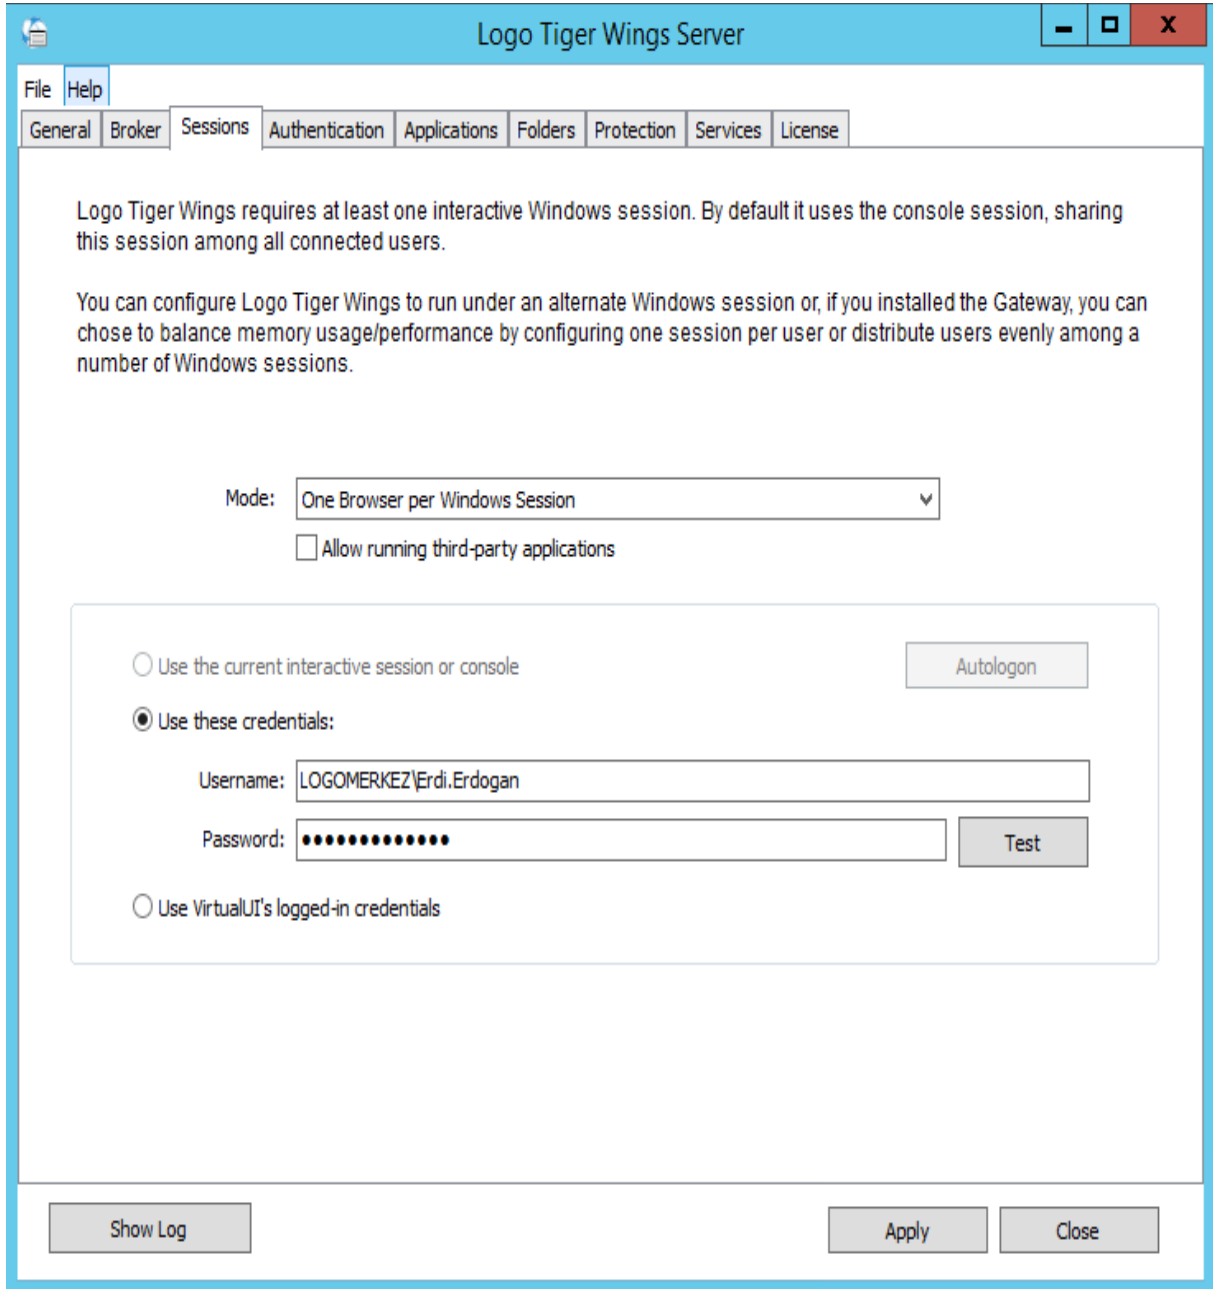 Logo Tiger Wings Server
X
File Help
General Broker Sessions Authentication Applications Folders Protection Services License
Logo Tiger Wings requires at least one interactive Windows session. By default it uses the console session, sharing
this session among all connected users.
You can configure Logo Tiger Wings to run under an alternate Windows session or, if you installed the Gateway, you can
chose to balance memory usage/performance by configuring one session per user or distribute users evenly among a
number of Windows sessions.
Mode: One Browser per Windows Session
Allow running third-party applications
Use the current interactive session or console Autologon
Use these credentials:
Username: LOGOMERKEZ\Erdi.Erdogan
Password: ●●●●●●●●●●●●● Test
Use VirtualUI's logged-in credentials
Show Log Apply Close